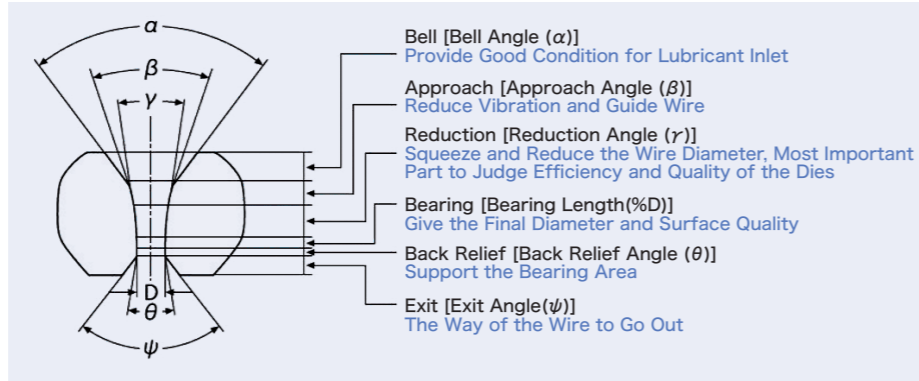 α
β
γ
D
θ
ψ
Bell [Bell Angle (α)]
Provide Good Condition for Lubricant Inlet
Approach [Approach Angle (β)]
Reduce Vibration and Guide Wire
Reduction [Reduction Angle (γ)]
Squeeze and Reduce the Wire Diameter, Most Important
Part to Judge Efficiency and Quality of the Dies
Bearing [Bearing Length(%D)]
Give the Final Diameter and Surface Quality
Back Relief [Back Relief Angle (θ)]
Support the Bearing Area
Exit [Exit Angle(ψ)]
The Way of the Wire to Go Out